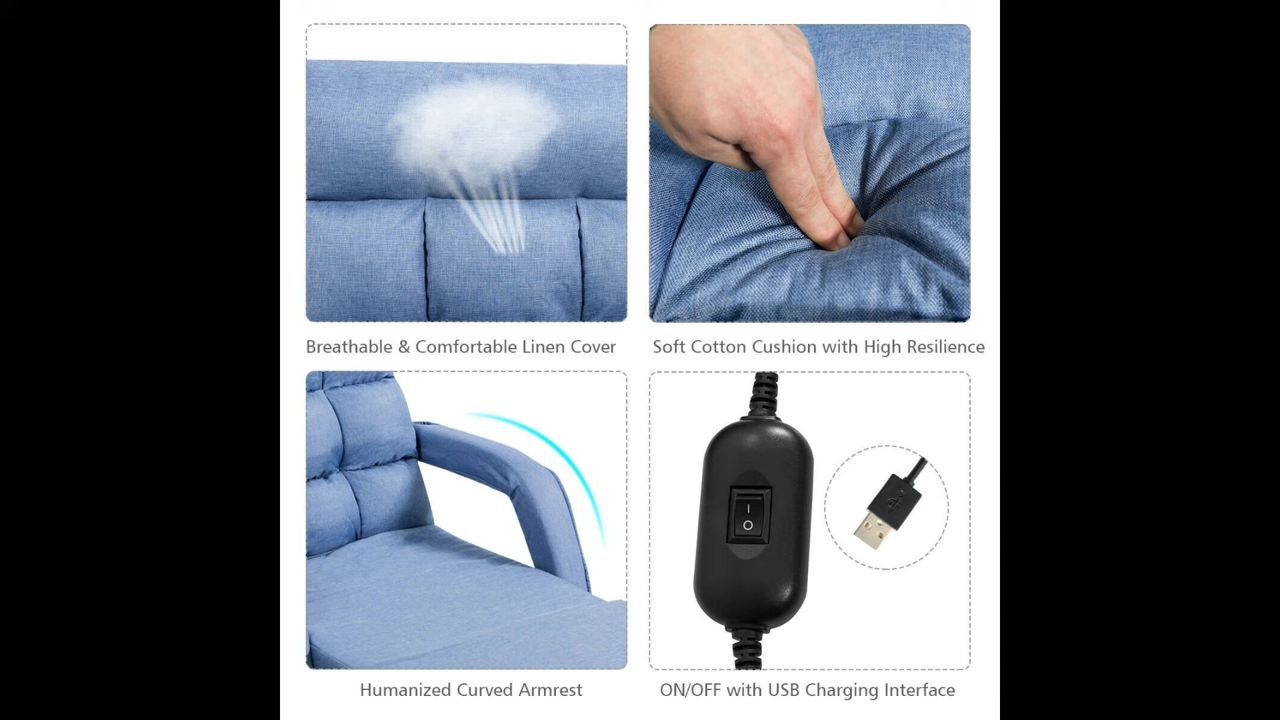 Breathable & Comfortable Linen Cover
Soft Cotton Cushion with High Resilience
Humanized Curved Armrest
ON/OFF with USB Charging Interface